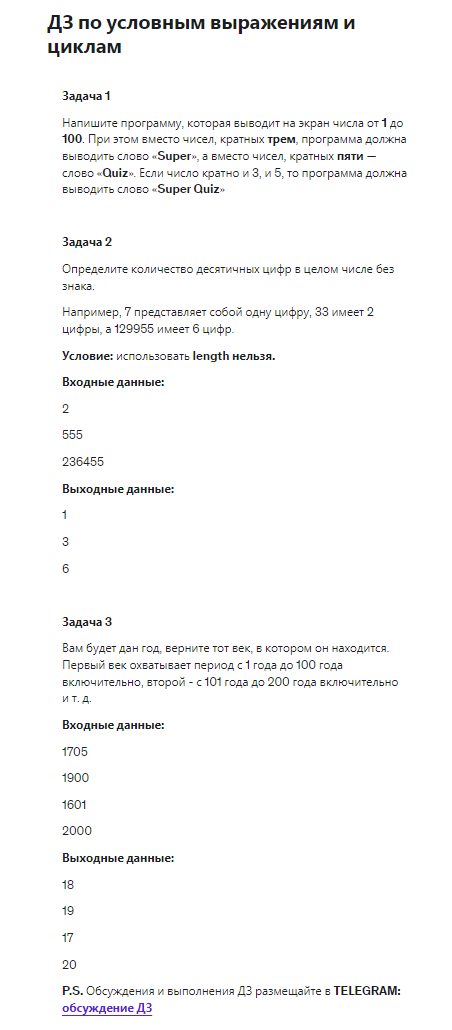 ДЗ по условным выражениям и
циклам
Задача 1
Напишите программу, которая выводит на экран числа от 1 до
100. При этом вместо чисел, кратных трем, программа должна
выводить слово «Super», а вместо чисел, кратных пяти —
слово «Quiz». Если число кратно и 3, и 5, то программа должна
выводить слово «Super Quiz»
Задача 2
Определите количество десятичных цифр в целом числе без
знака.
Например, 7 представляет собой одну цифру, 33 имеет 2
цифры, а 129955 имеет 6 цифр.
Условие: использовать length нельзя.
Входные данные:
2
555
236455
Выходные данные:
1
3
6
Задача 3
Вам будет дан год, верните тот век, в котором он находится.
Первый век охватывает период с 1 года до 100 года
включительно, второй - с 101 года до 200 года включительно
и т. д.
Входные данные:
1705
1900
1601
2000
Выходные данные:
18
19
17
20
P.S. Обсуждения и выполнения ДЗ размещайте в TELEGRAM:
обсуждение ДЗ